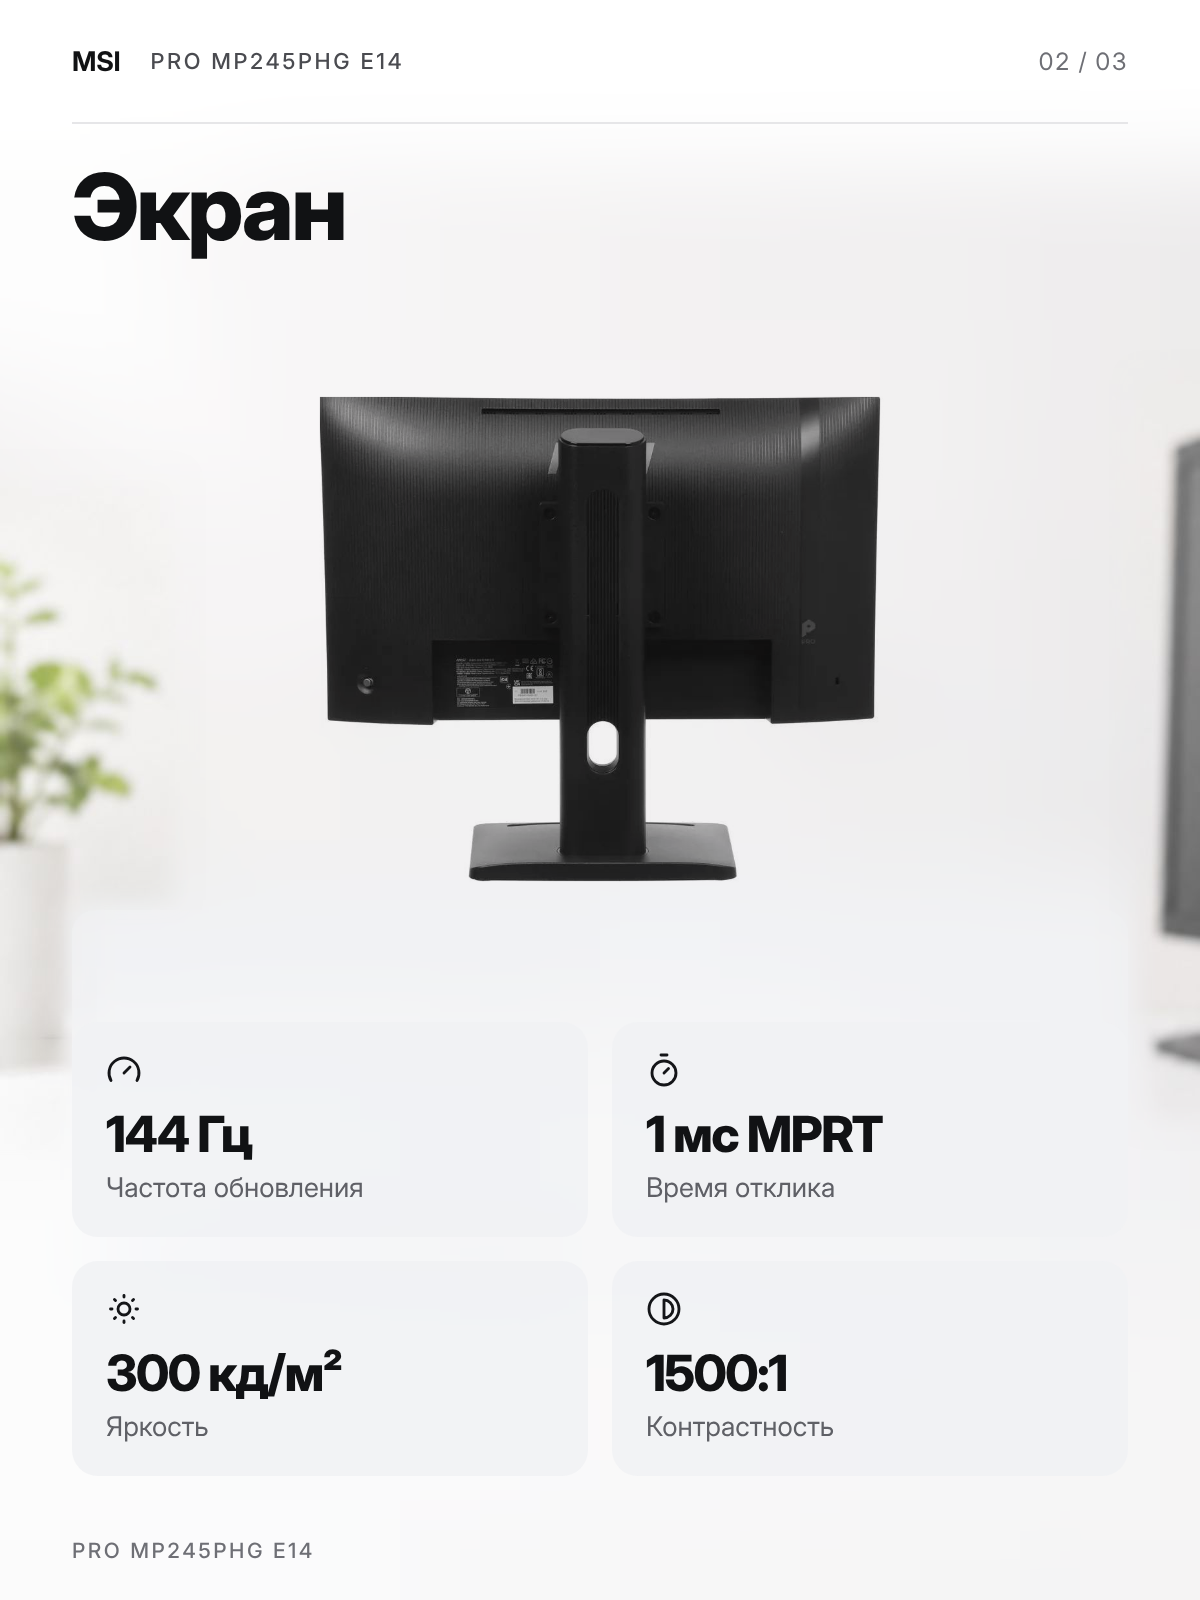 MSI PRO MP245PHG E14 02 / 03
Экран
144 Гц
Частота обновления
1 мс MPRT
Время отклика
300 кд/м²
Яркость
1500:1
Контрастность
PRO MP245PHG E14